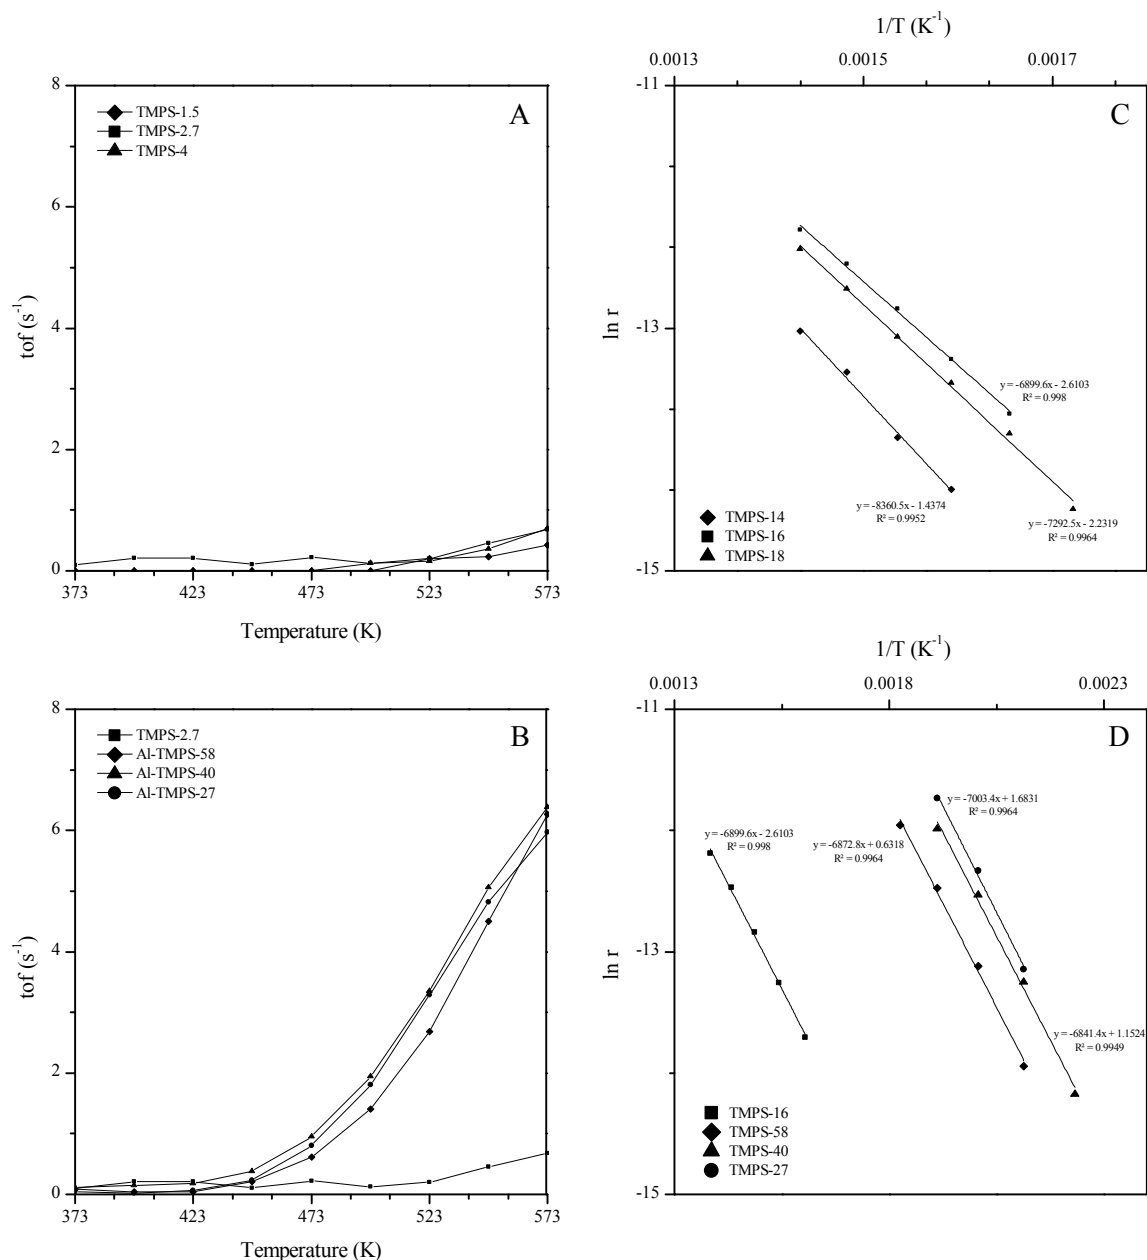 A
8
6
4
2
0
tof (s⁻¹)
TMPS-1.5
TMPS-2.7
TMPS-4
373
423
473
523
573
Temperature (K)
1/T (K⁻¹)
0.0013
0.0015
0.0017
C
-11
-13
-15
ln r
y = -6899.6x - 2.6103
R² = 0.998
y = -8360.5x - 1.4374
R² = 0.9952
y = -7292.5x - 2.2319
R² = 0.9964
TMPS-14
TMPS-16
TMPS-18
B
8
6
4
2
0
tof (s⁻¹)
TMPS-2.7
Al-TMPS-58
Al-TMPS-40
Al-TMPS-27
373
423
473
523
573
Temperature (K)
1/T (K⁻¹)
0.0013
0.0018
0.0023
D
-11
-13
-15
ln r
y = -7003.4x + 1.6831
R² = 0.9964
y = -6899.6x - 2.6103
R² = 0.998
y = -6872.8x + 0.6318
R² = 0.9964
y = -6841.4x + 1.1524
R² = 0.9949
TMPS-16
TMPS-58
TMPS-40
TMPS-27